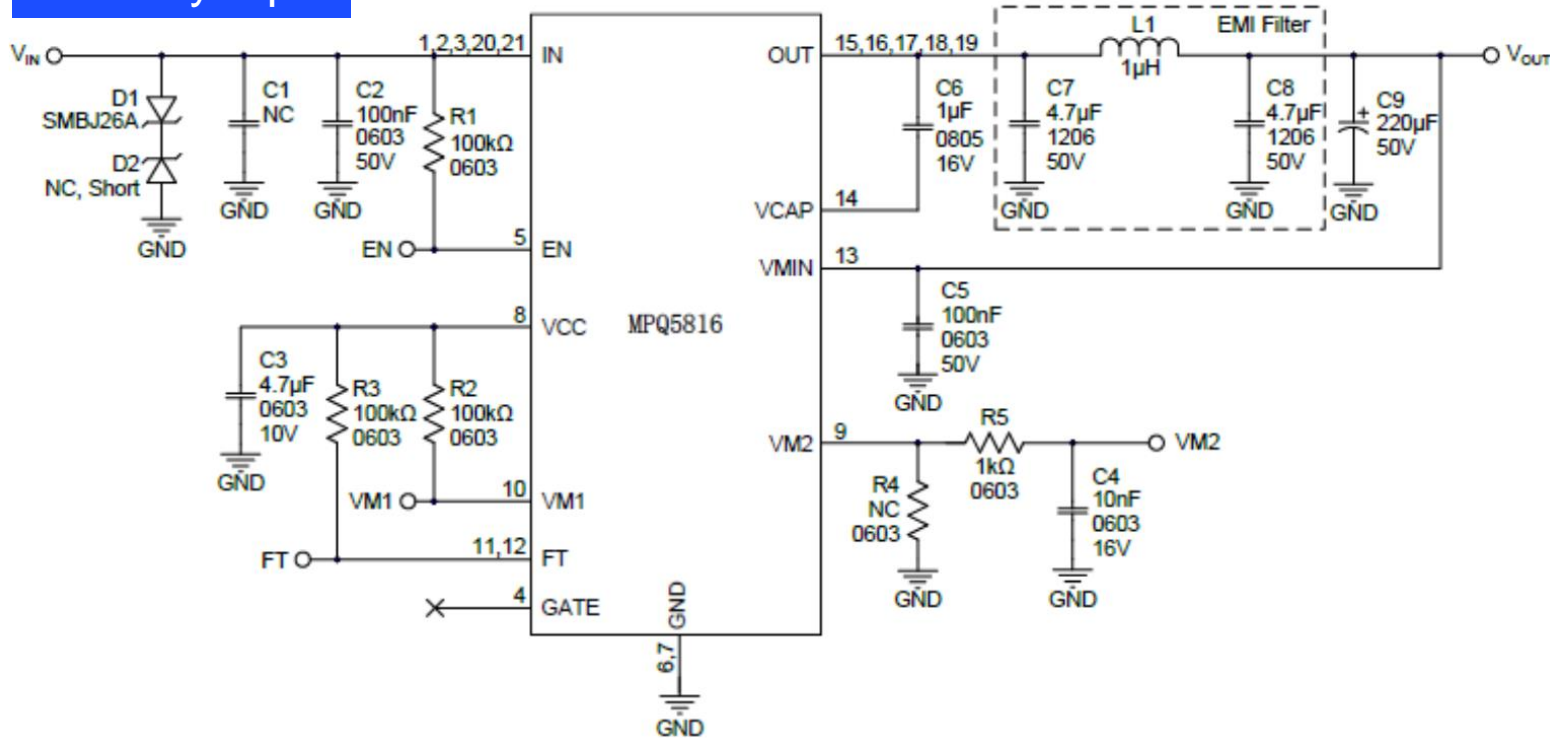 V_IN
D1
SMBJ26A
D2
NC, Short
GND
C1
NC
GND
C2
100nF
0603
50V
GND
R1
100kΩ
0603
1,2,3,20,21
IN
EN
5
EN
8
VCC
C3
4.7µF
0603
10V
GND
R3
100kΩ
0603
R2
100kΩ
0603
VM1
10
VM1
FT
11,12
FT
4
GATE
MPQ5816
GND
6,7
GND
OUT
15,16,17,18,19
C6
1µF
0805
16V
VCAP
14
EMI Filter
L1
1µH
C7
4.7µF
1206
50V
GND
C8
4.7µF
1206
50V
GND
C9
+
220µF
50V
GND
V_OUT
VMIN
13
C5
100nF
0603
50V
GND
VM2
9
R5
1kΩ
0603
VM2
R4
NC
0603
GND
C4
10nF
0603
16V
GND